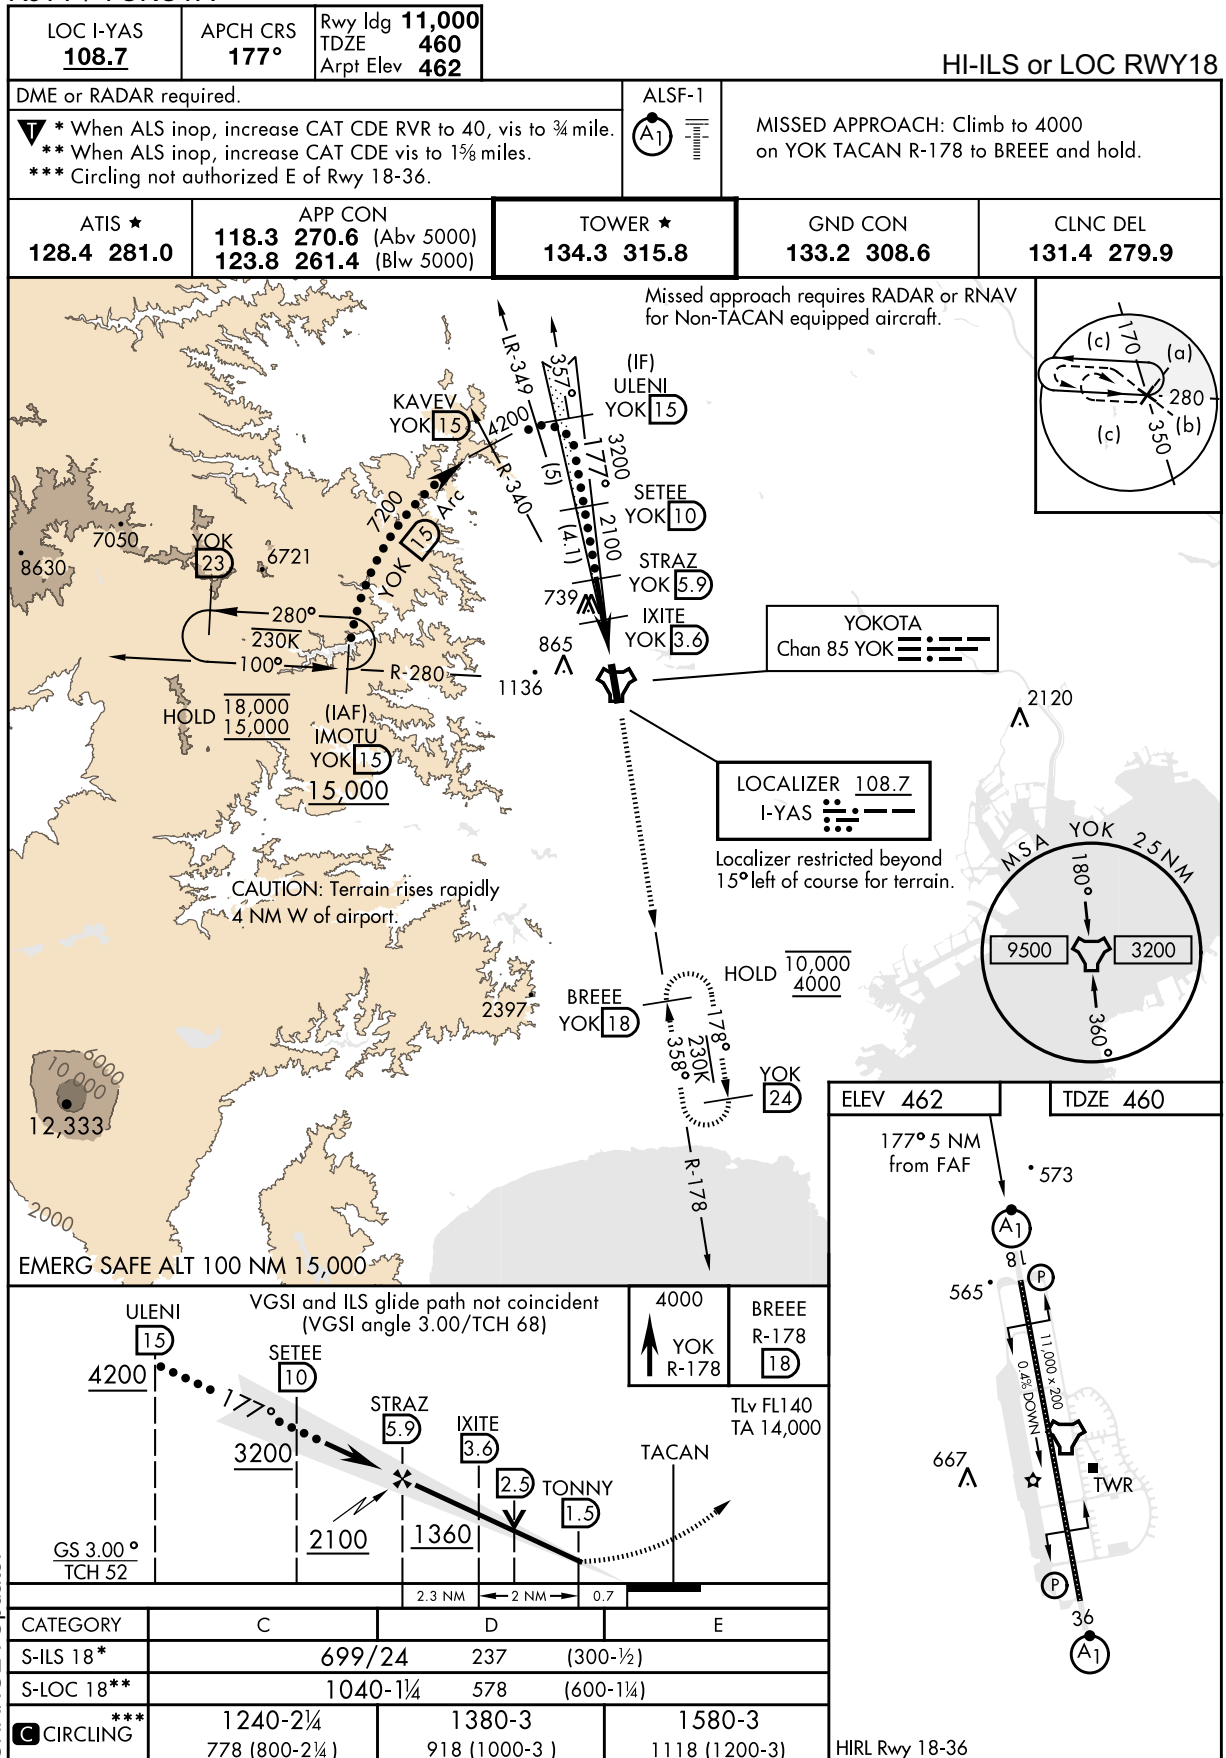 LOC I-YAS
108.7
APCH CRS
177°
Rwy ldg 11,000
TDZE 460
Arpt Elev 462
HI-ILS or LOC RWY18
DME or RADAR required.
T * When ALS inop, increase CAT CDE RVR to 40, vis to ¾ mile.
** When ALS inop, increase CAT CDE vis to 1⅝ miles.
*** Circling not authorized E of Rwy 18-36.
ALSF-1
A1
MISSED APPROACH: Climb to 4000
on YOK TACAN R-178 to BREEE and hold.
ATIS ★
128.4 281.0
APP CON
118.3 270.6 (Abv 5000)
123.8 261.4 (Blw 5000)
TOWER ★
134.3 315.8
GND CON
133.2 308.6
CLNC DEL
131.4 279.9
Missed approach requires RADAR or RNAV
for Non-TACAN equipped aircraft.
170
(c)
(a)
280
(b)
(c)
350
LR-349
357°
(IF)
ULENI
YOK 15
KAVEV
YOK 15
4200
R-340
(5)
3200
177°
SETEE
YOK 10
(4.1)
2100
STRAZ
YOK 5.9
739
IXITE
YOK 3.6
865
1136
7200
YOK 15 Arc
7050
8630
YOK
23
6721
280°
230K
100°
R-280
HOLD 18,000
15,000
(IAF)
IMOTU
YOK 15
15,000
YOKOTA
Chan 85 YOK
2120
LOCALIZER 108.7
I-YAS
Localizer restricted beyond
15° left of course for terrain.
CAUTION: Terrain rises rapidly
4 NM W of airport.
MSA YOK 25 NM
180°
9500
3200
360°
HOLD 10,000
4000
2397
BREEE
YOK 18
178°
230K
358°
YOK
24
R-178
6000
10 000
12,333
2000
EMERG SAFE ALT 100 NM 15,000
ELEV 462
TDZE 460
177° 5 NM
from FAF
573
A1
18
P
565
11,000 x 200
0.4% DOWN
667
TWR
P
36
A1
HIRL Rwy 18-36
VGSI and ILS glide path not coincident
(VGSI angle 3.00/TCH 68)
4000
YOK
R-178
BREEE
R-178
18
TLv FL140
TA 14,000
ULENI
15
4200
SETEE
10
177°
3200
STRAZ
5.9
2100
IXITE
3.6
1360
2.5
TONNY
1.5
TACAN
GS 3.00°
TCH 52
2.3 NM
2 NM
0.7
CATEGORY C D E
S-ILS 18* 699/24 237 (300-½)
S-LOC 18** 1040-1¼ 578 (600-1¼)
C CIRCLING *** 1240-2¼ 1380-3 1580-3
778 (800-2¼) 918 (1000-3) 1118 (1200-3)